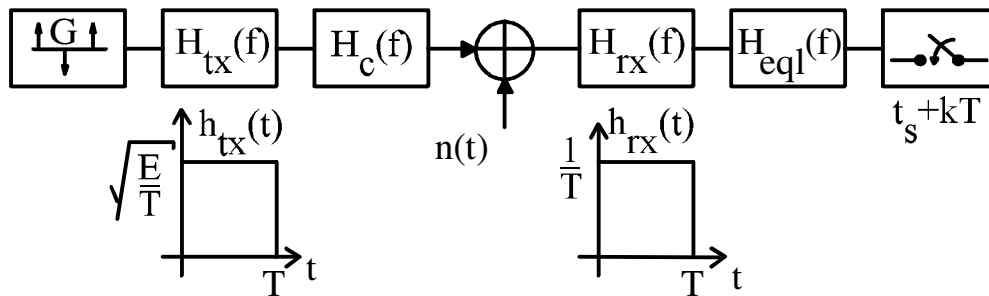 G
H_tx(f)
H_c(f)
H_rx(f)
H_eql(f)
t_s+kT
h_tx(t)
n(t)
h_rx(t)
√E/T
1/T
T
t
T
t